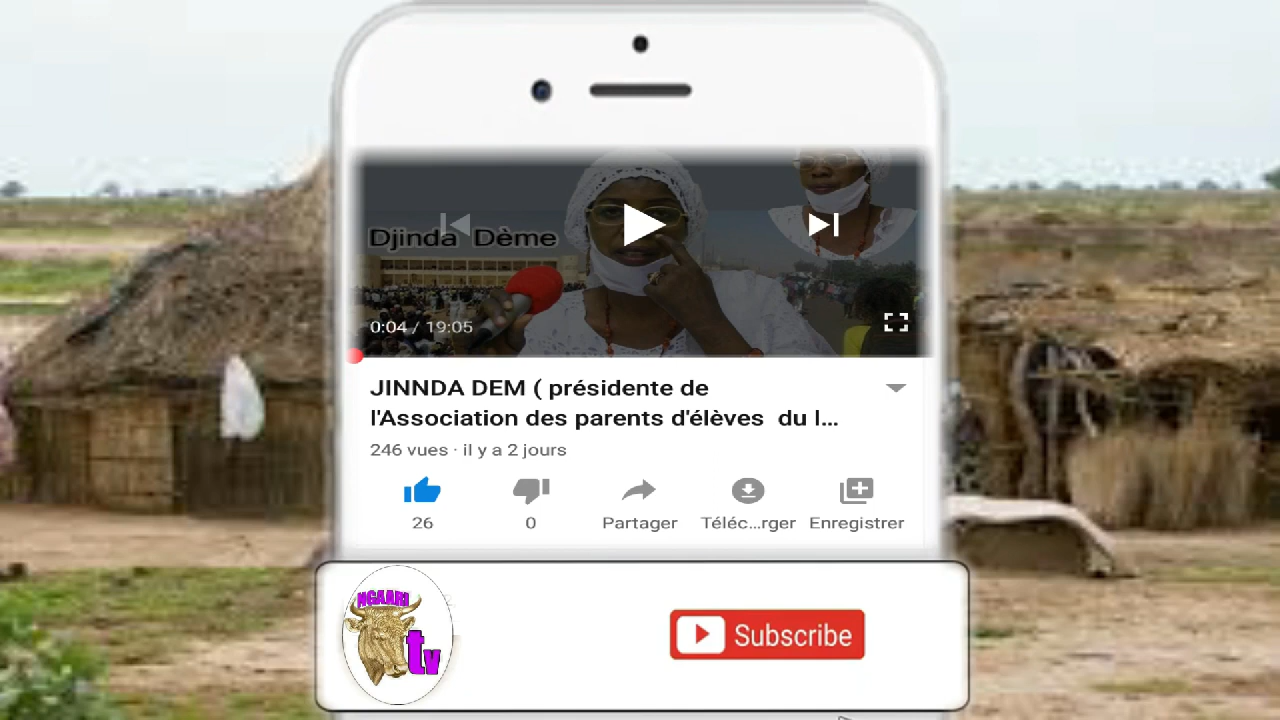 Djinda Dème
0:04 / 19:05
JINNDA DEM ( présidente de
l'Association des parents d'élèves du l...
246 vues · il y a 2 jours
26
0
Partager
Téléc...rger
Enregistrer
NGAARI
tv
Subscribe